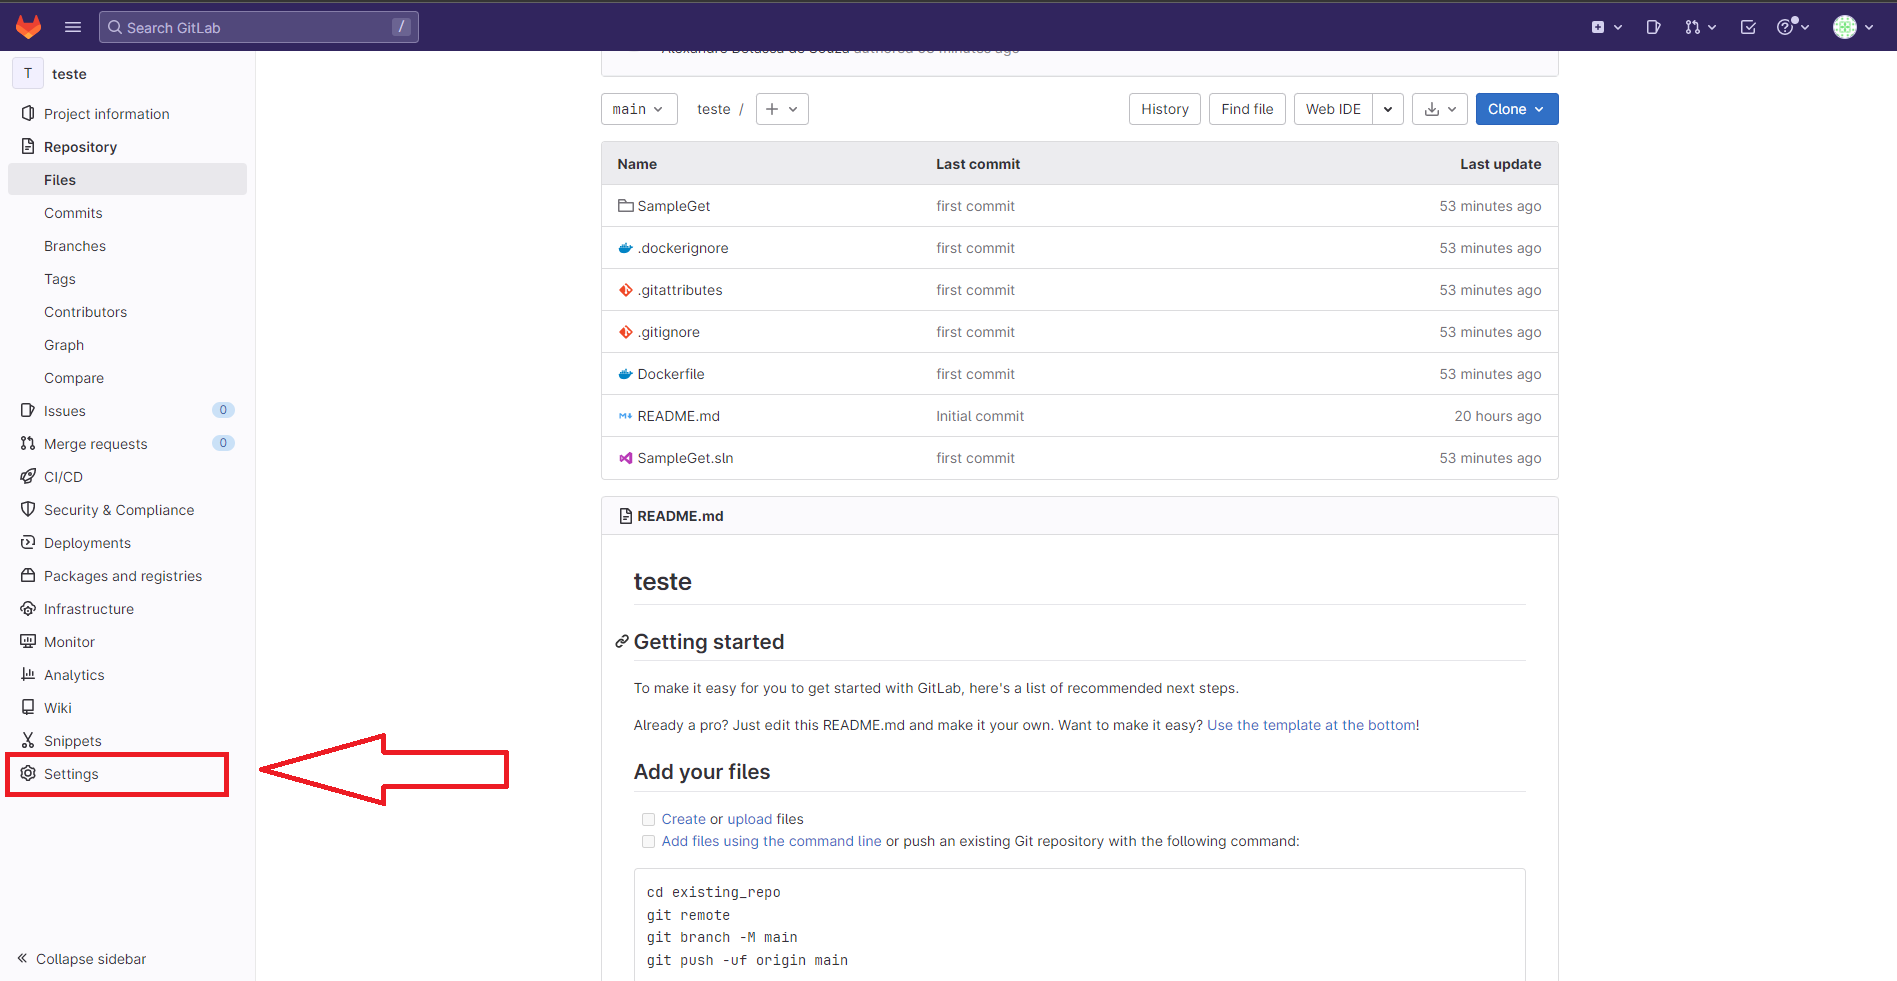 Search GitLab /
T teste
Project information
Repository
Files
Commits
Branches
Tags
Contributors
Graph
Compare
Issues 0
Merge requests 0
CI/CD
Security & Compliance
Deployments
Packages and registries
Infrastructure
Monitor
Analytics
Wiki
Snippets
Settings
Collapse sidebar
main teste / History Find file Web IDE Clone
Name Last commit Last update
SampleGet first commit 53 minutes ago
.dockerignore first commit 53 minutes ago
.gitattributes first commit 53 minutes ago
.gitignore first commit 53 minutes ago
Dockerfile first commit 53 minutes ago
README.md Initial commit 20 hours ago
SampleGet.sln first commit 53 minutes ago
README.md
teste
Getting started
To make it easy for you to get started with GitLab, here's a list of recommended next steps.
Already a pro? Just edit this README.md and make it your own. Want to make it easy? Use the template at the bottom!
Add your files
Create or upload files
Add files using the command line or push an existing Git repository with the following command:
cd existing_repo
git remote
git branch -M main
git push -uf origin main